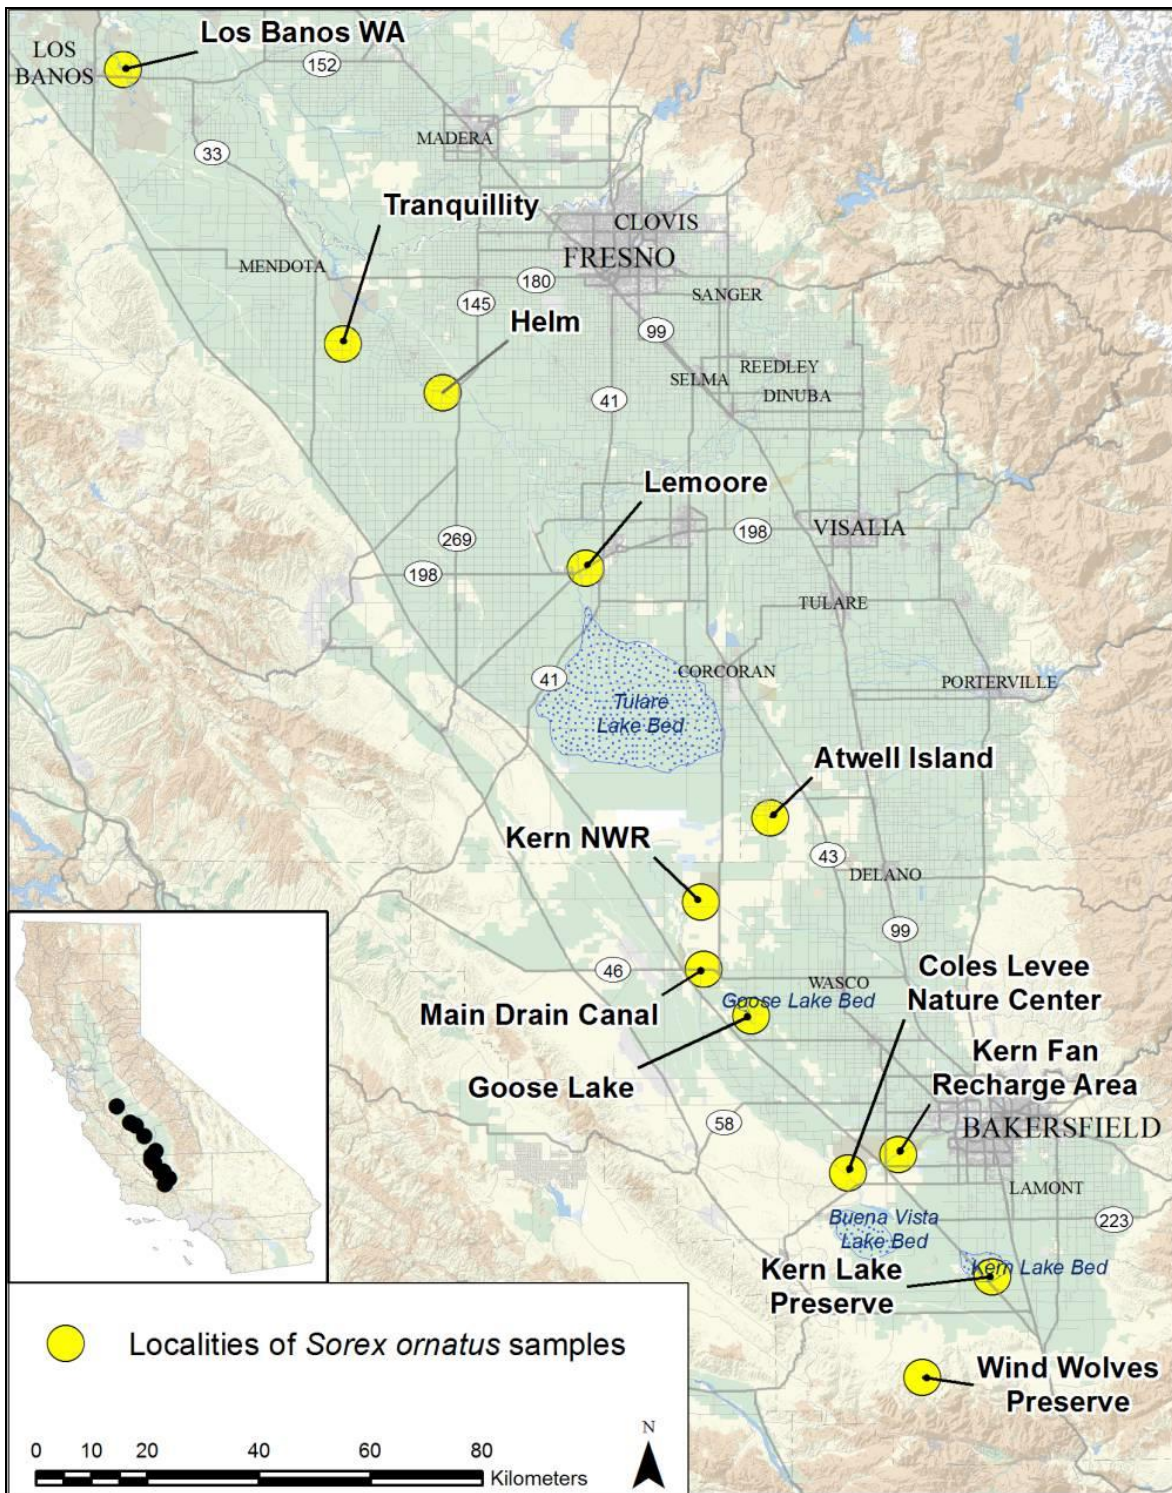 Los Banos WA
LOS
BANOS
152
MADERA
33
Tranquillity
CLOVIS
FRESNO
MENDOTA
180
SANGER
145
Helm
99
REEDLEY
SELMA
DINUBA
41
Lemoore
198
VISALIA
269
198
TULARE
41
CORCORAN
PORTERVILLE
Tulare
Lake Bed
Atwell Island
Kern NWR
43
DELANO
99
Coles Levee
Nature Center
46
WASCO
Goose Lake Bed
Main Drain Canal
Kern Fan
Recharge Area
Goose Lake
58
BAKERSFIELD
LAMONT
223
Buena Vista
Lake Bed
Kern Lake Bed
Kern Lake
Preserve
Wind Wolves
Preserve
Localities of Sorex ornatus samples
N
0 10 20 40 60 80
Kilometers